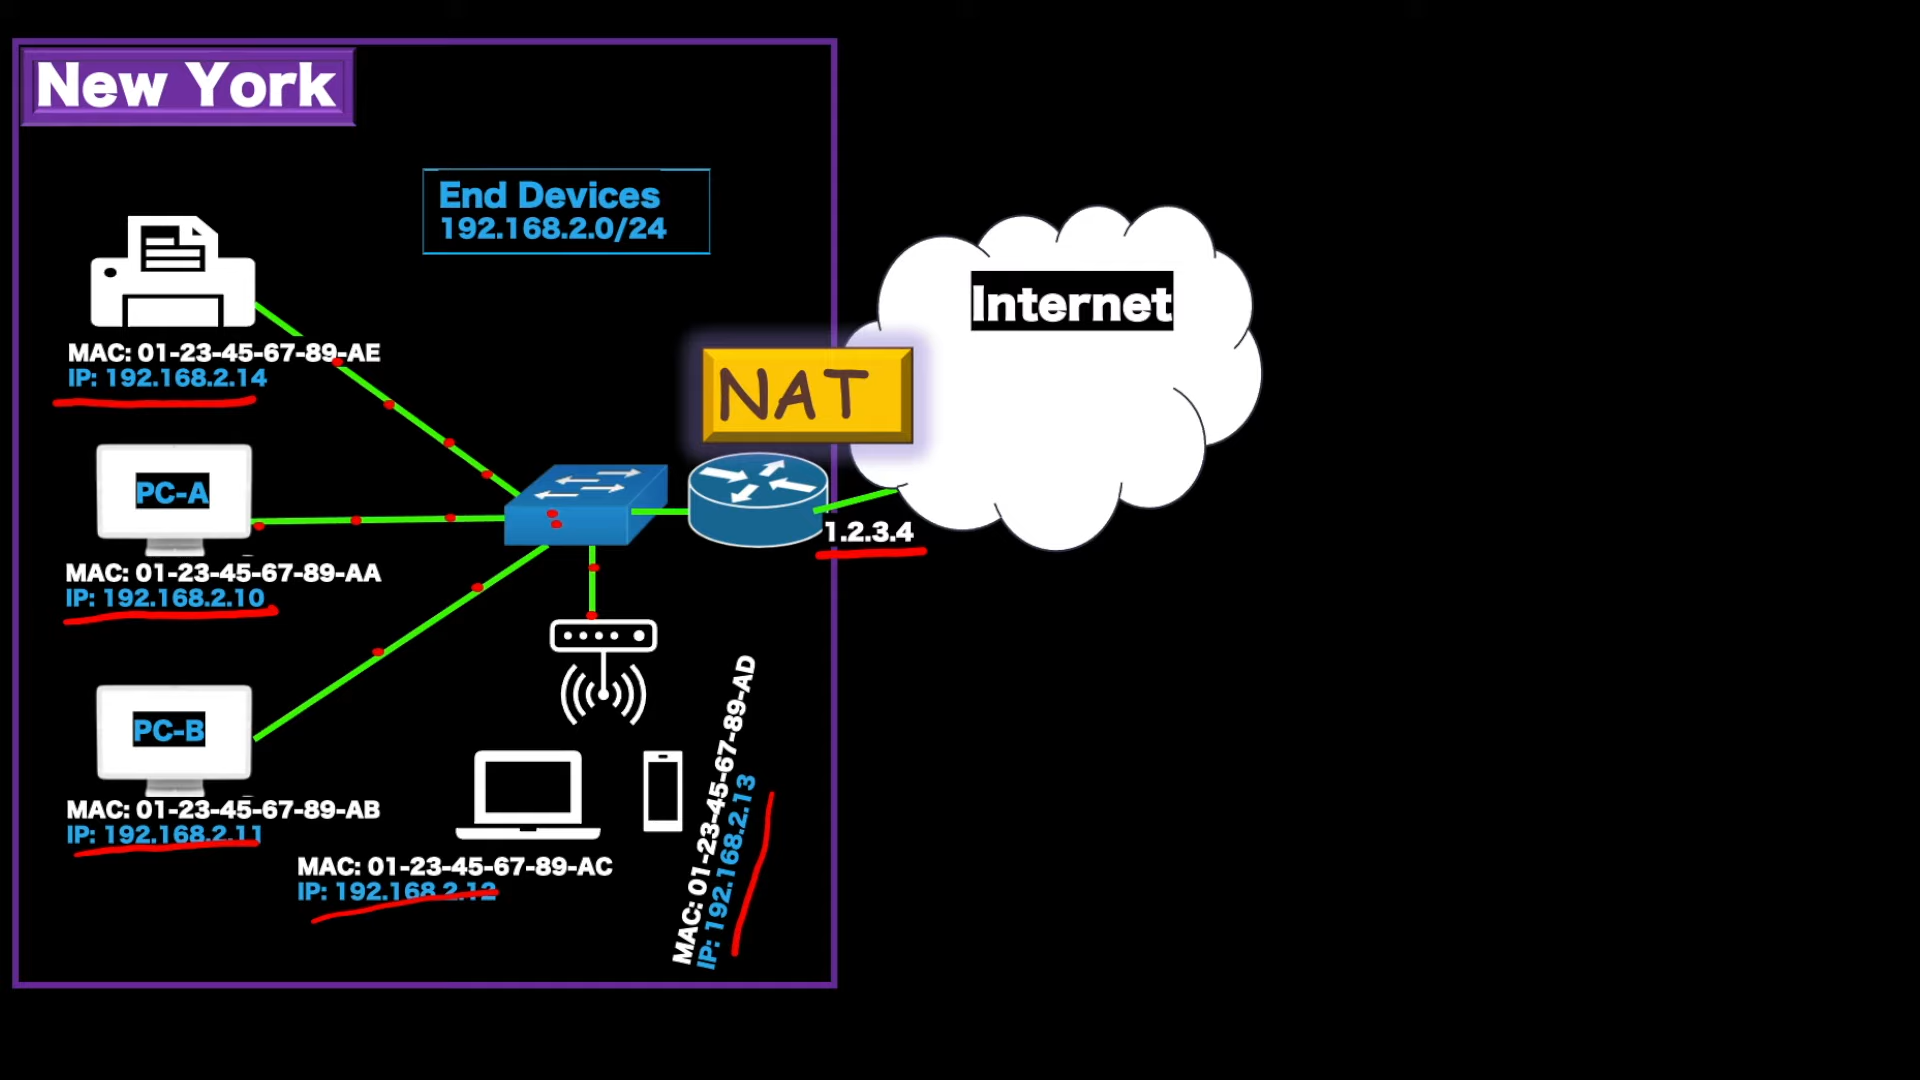 New York
End Devices
192.168.2.0/24
Internet
MAC: 01-23-45-67-89-AE
IP: 192.168.2.14
NAT
PC-A
1.2.3.4
MAC: 01-23-45-67-89-AA
IP: 192.168.2.10
PC-B
MAC: 01-23-45-67-89-AB
IP: 192.168.2.11
MAC: 01-23-45-67-89-AC
IP: 192.168.2.12
MAC: 01-23-45-67-89-AD
IP: 192.168.2.13